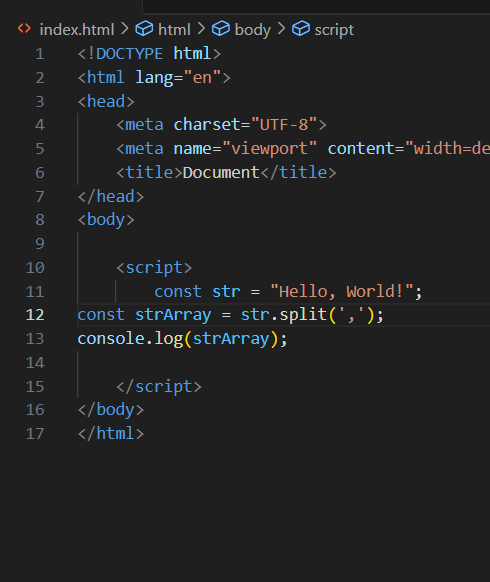 index.html > html > body > script
1 <!DOCTYPE html>
2 <html lang="en">
3 <head>
4     <meta charset="UTF-8">
5     <meta name="viewport" content="width=de
6     <title>Document</title>
7 </head>
8 <body>
9
10     <script>
11         const str = "Hello, World!";
12 const strArray = str.split(',');
13 console.log(strArray);
14
15     </script>
16 </body>
17 </html>